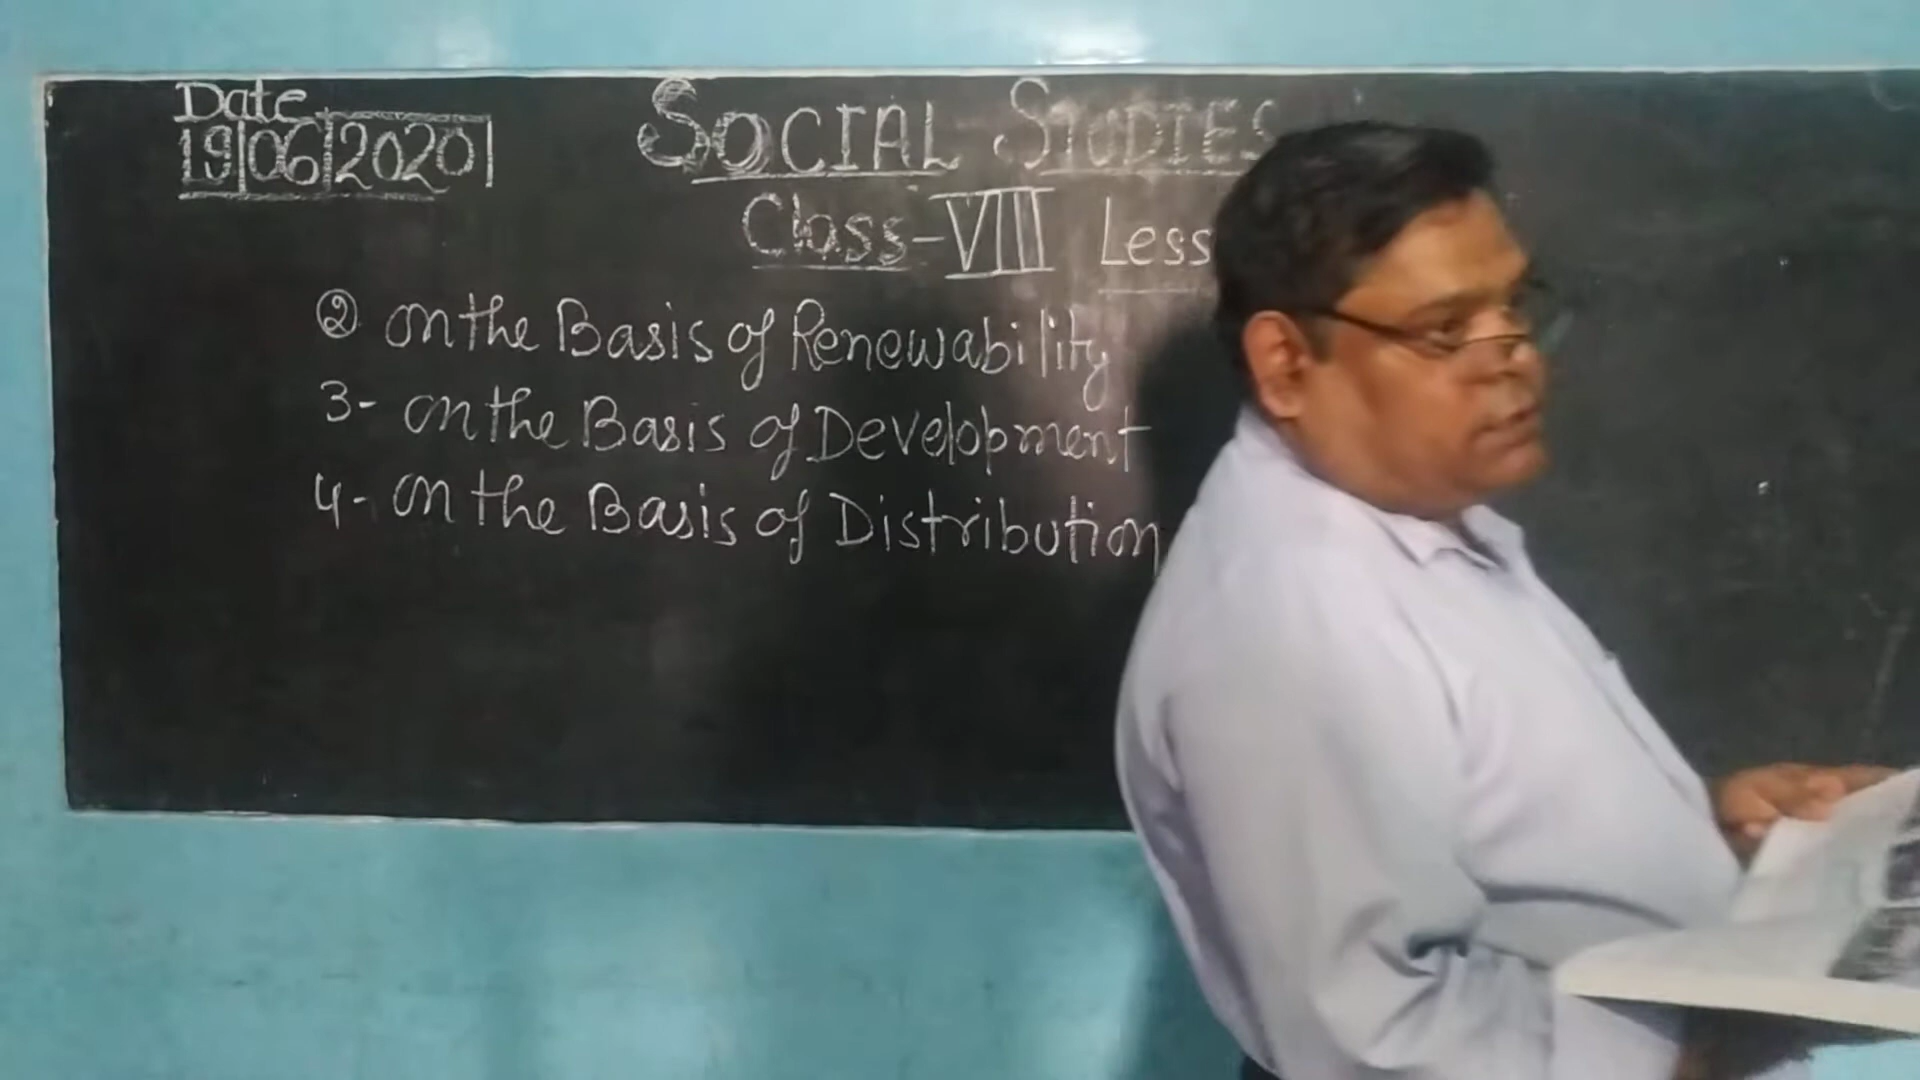 Date
19/06/2020
SOCIAL STUDIES
Class-VIII Less
② on the Basis of Renewability
3- on the Basis of Development
4- on the Basis of Distribution